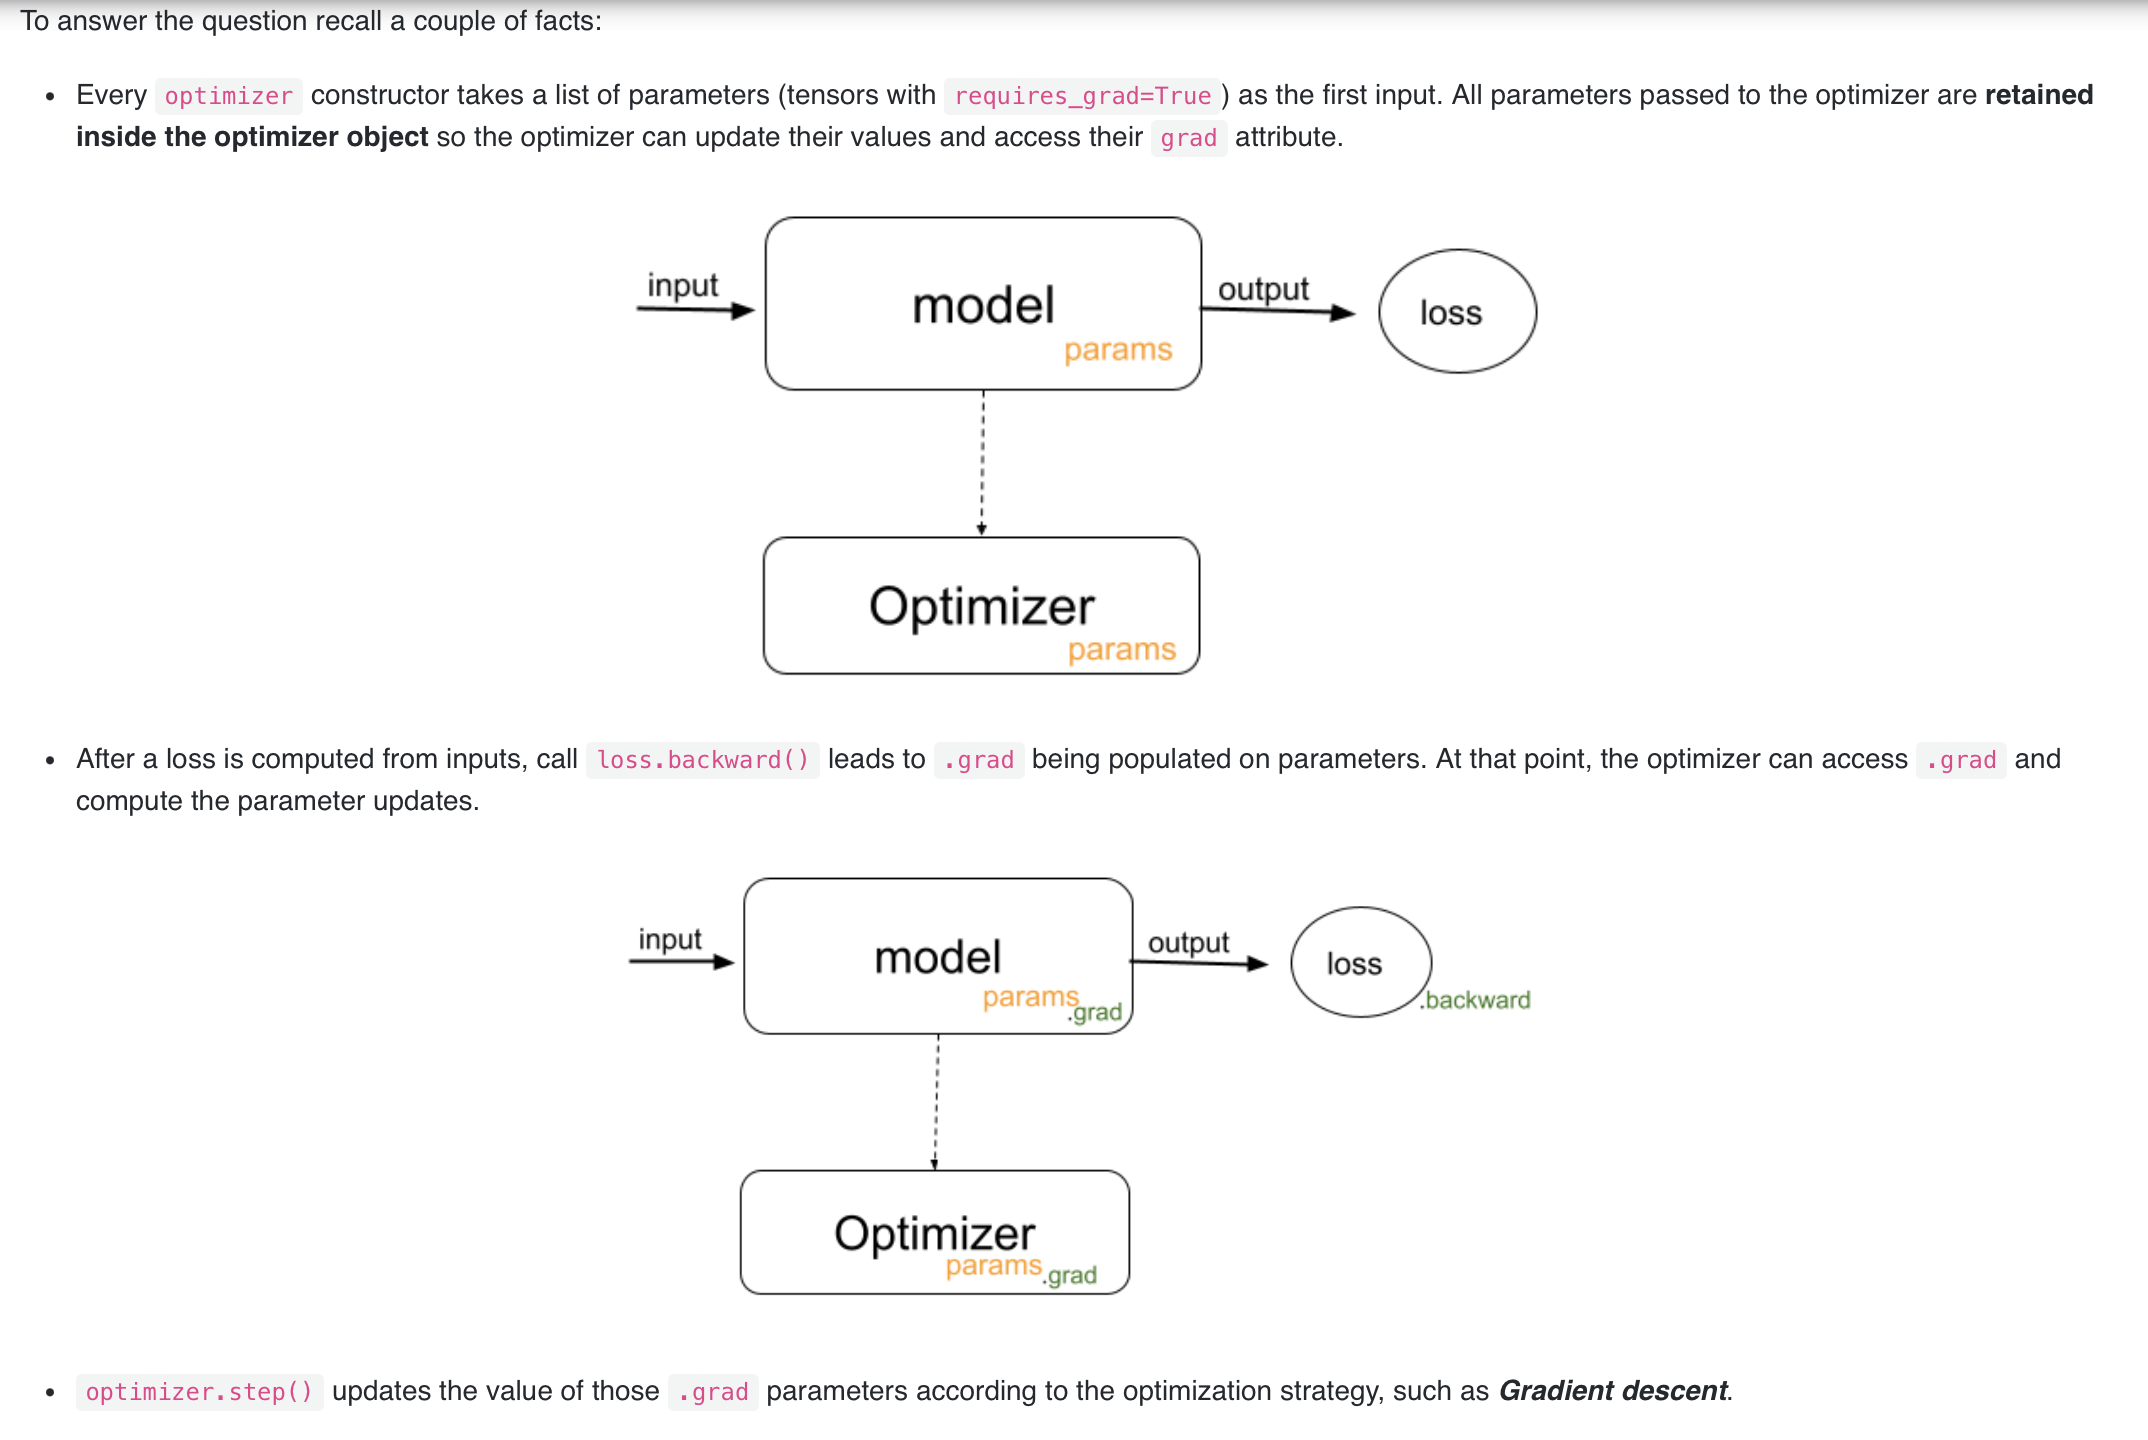 To answer the question recall a couple of facts:
• Every optimizer constructor takes a list of parameters (tensors with requires_grad=True ) as the first input. All parameters passed to the optimizer are retained
inside the optimizer object so the optimizer can update their values and access their grad attribute.
input
model
params
output
loss
Optimizer
params
• After a loss is computed from inputs, call loss.backward() leads to .grad being populated on parameters. At that point, the optimizer can access .grad and
compute the parameter updates.
input
model
params
.grad
output
loss
.backward
Optimizer
params
.grad
• optimizer.step() updates the value of those .grad parameters according to the optimization strategy, such as Gradient descent.